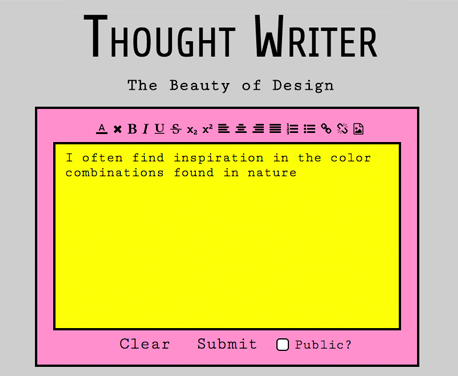 Thought Writer
The Beauty of Design
A B I U S x₂ x²
I often find inspiration in the color
combinations found in nature
Clear Submit Public?